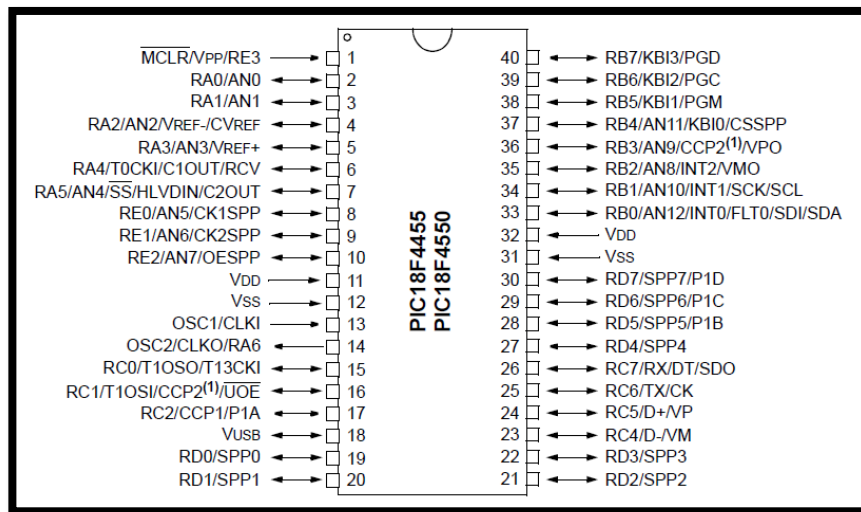 MCLR/VPP/RE3 1
RA0/AN0 2
RA1/AN1 3
RA2/AN2/VREF-/CVREF 4
RA3/AN3/VREF+ 5
RA4/T0CKI/C1OUT/RCV 6
RA5/AN4/SS/HLVDIN/C2OUT 7
RE0/AN5/CK1SPP 8
RE1/AN6/CK2SPP 9
RE2/AN7/OESPP 10
VDD 11
VSS 12
OSC1/CLKI 13
OSC2/CLKO/RA6 14
RC0/T1OSO/T13CKI 15
RC1/T1OSI/CCP2(1)/UOE 16
RC2/CCP1/P1A 17
VUSB 18
RD0/SPP0 19
RD1/SPP1 20
PIC18F4455
PIC18F4550
40 RB7/KBI3/PGD
39 RB6/KBI2/PGC
38 RB5/KBI1/PGM
37 RB4/AN11/KBI0/CSSPP
36 RB3/AN9/CCP2(1)/VPO
35 RB2/AN8/INT2/VMO
34 RB1/AN10/INT1/SCK/SCL
33 RB0/AN12/INT0/FLT0/SDI/SDA
32 VDD
31 VSS
30 RD7/SPP7/P1D
29 RD6/SPP6/P1C
28 RD5/SPP5/P1B
27 RD4/SPP4
26 RC7/RX/DT/SDO
25 RC6/TX/CK
24 RC5/D+/VP
23 RC4/D-/VM
22 RD3/SPP3
21 RD2/SPP2